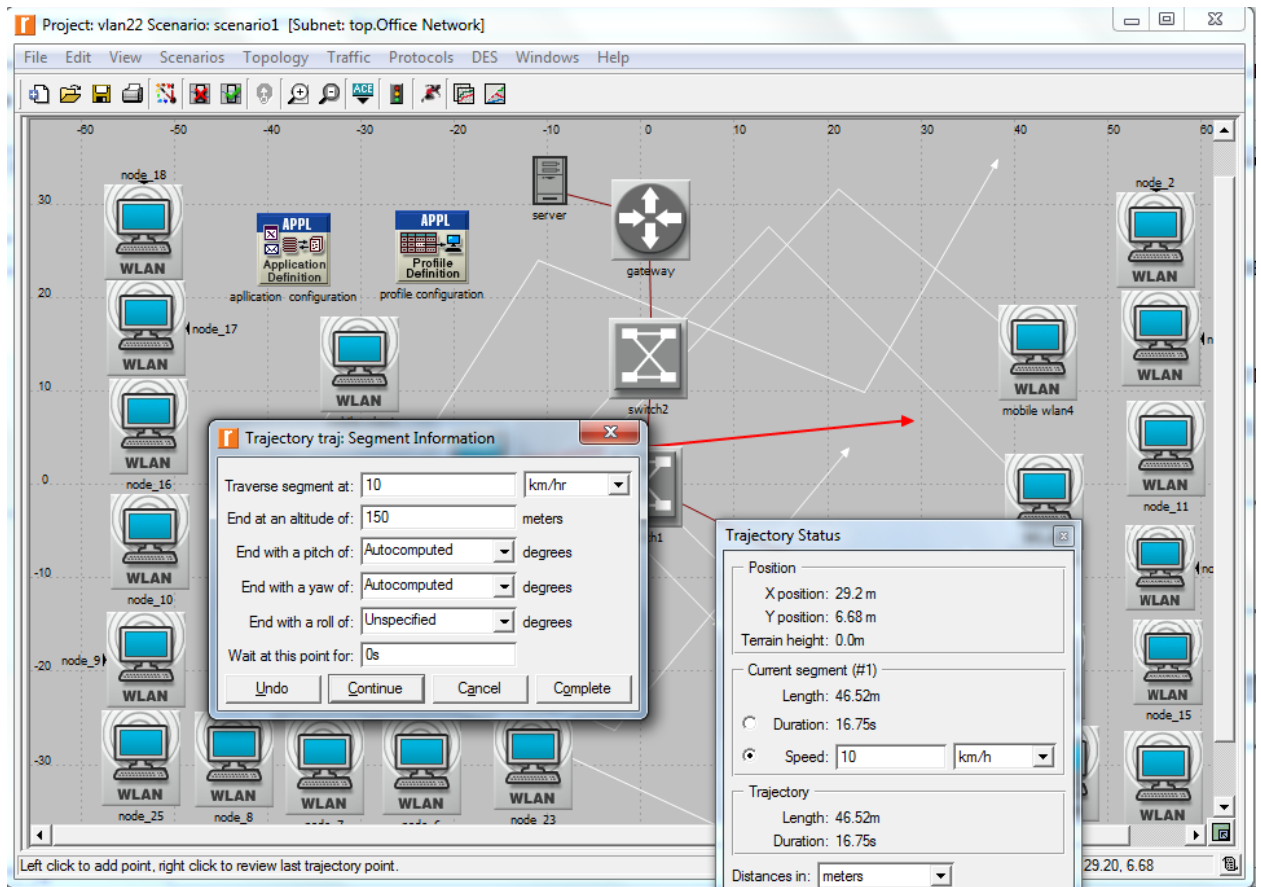 Project: vlan22 Scenario: scenario1 [Subnet: top.Office Network]
File Edit View Scenarios Topology Traffic Protocols DES Windows Help
ACE
-60 -50 -40 -30 -20 -10 0 10 20 30 40 50 60
30
20
10
0
-10
-20
-30
node_18
WLAN
node_17
WLAN
WLAN
node_16
WLAN
node_10
node_9
WLAN
APPL
Application
Definition
apllication configuration
APPL
Profiile
Definition
profile configuration
WLAN
server
gateway
switch2
node_2
WLAN
WLAN
WLAN
mobile wlan4
WLAN
node_11
WLAN
WLAN
node_15
WLAN
WLAN
node_25
WLAN
node_8
WLAN
WLAN
WLAN
node_23
Trajectory traj: Segment Information
Traverse segment at: 10 km/hr
End at an altitude of: 150 meters
End with a pitch of: Autocomputed degrees
End with a yaw of: Autocomputed degrees
End with a roll of: Unspecified degrees
Wait at this point for: 0s
Undo Continue Cancel Complete
Trajectory Status
Position
X position: 29.2 m
Y position: 6.68 m
Terrain height: 0.0m
Current segment (#1)
Length: 46.52m
Duration: 16.75s
Speed: 10 km/h
Trajectory
Length: 46.52m
Duration: 16.75s
Distances in: meters
Left click to add point, right click to review last trajectory point.
29.20, 6.68